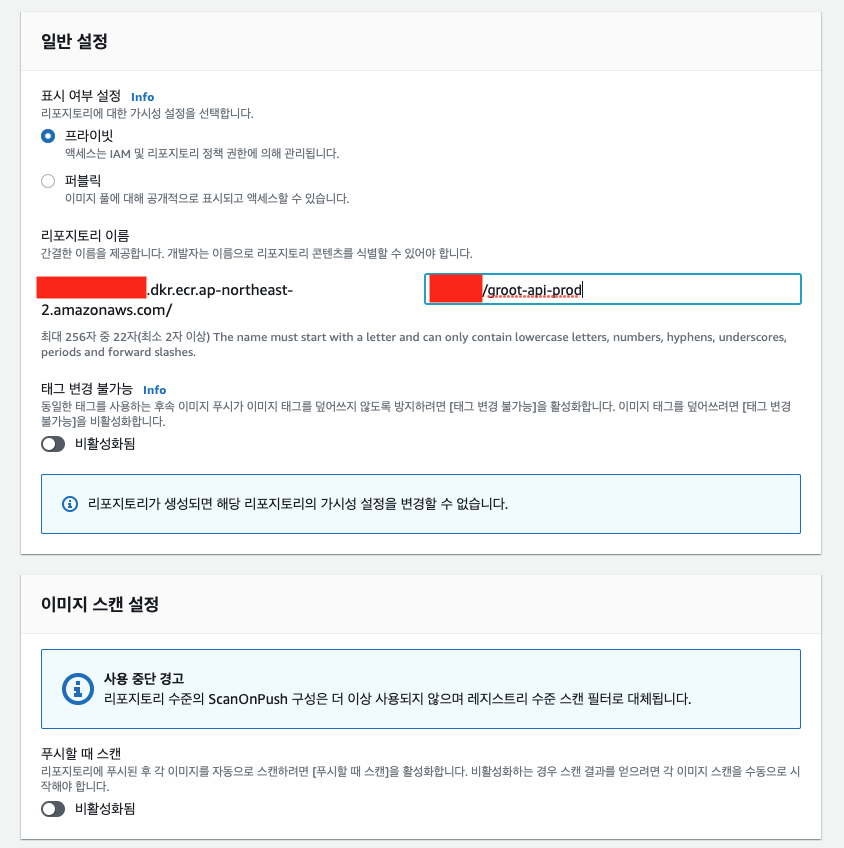 일반 설정
표시 여부 설정 Info
리포지토리에 대한 가시성 설정을 선택합니다.
프라이빗
액세스는 IAM 및 리포지토리 정책 권한에 의해 관리됩니다.
퍼블릭
이미지 풀에 대해 공개적으로 표시되고 액세스할 수 있습니다.
리포지토리 이름
간결한 이름을 제공합니다. 개발자는 이름으로 리포지토리 콘텐츠를 식별할 수 있어야 합니다.
.dkr.ecr.ap-northeast-
2.amazonaws.com/
/groot-api-prod
최대 256자 중 22자(최소 2자 이상) The name must start with a letter and can only contain lowercase letters, numbers, hyphens, underscores,
periods and forward slashes.
태그 변경 불가능 Info
동일한 태그를 사용하는 후속 이미지 푸시가 이미지 태그를 덮어쓰지 않도록 방지하려면 [태그 변경 불가능]을 활성화합니다. 이미지 태그를 덮어쓰려면 [태그 변경
불가능]을 비활성화합니다.
비활성화됨
리포지토리가 생성되면 해당 리포지토리의 가시성 설정을 변경할 수 없습니다.
이미지 스캔 설정
사용 중단 경고
리포지토리 수준의 ScanOnPush 구성은 더 이상 사용되지 않으며 레지스트리 수준 스캔 필터로 대체됩니다.
푸시할 때 스캔
리포지토리에 푸시된 후 각 이미지를 자동으로 스캔하려면 [푸시할 때 스캔]을 활성화합니다. 비활성화하는 경우 스캔 결과를 얻으려면 각 이미지 스캔을 수동으로 시
작해야 합니다.
비활성화됨